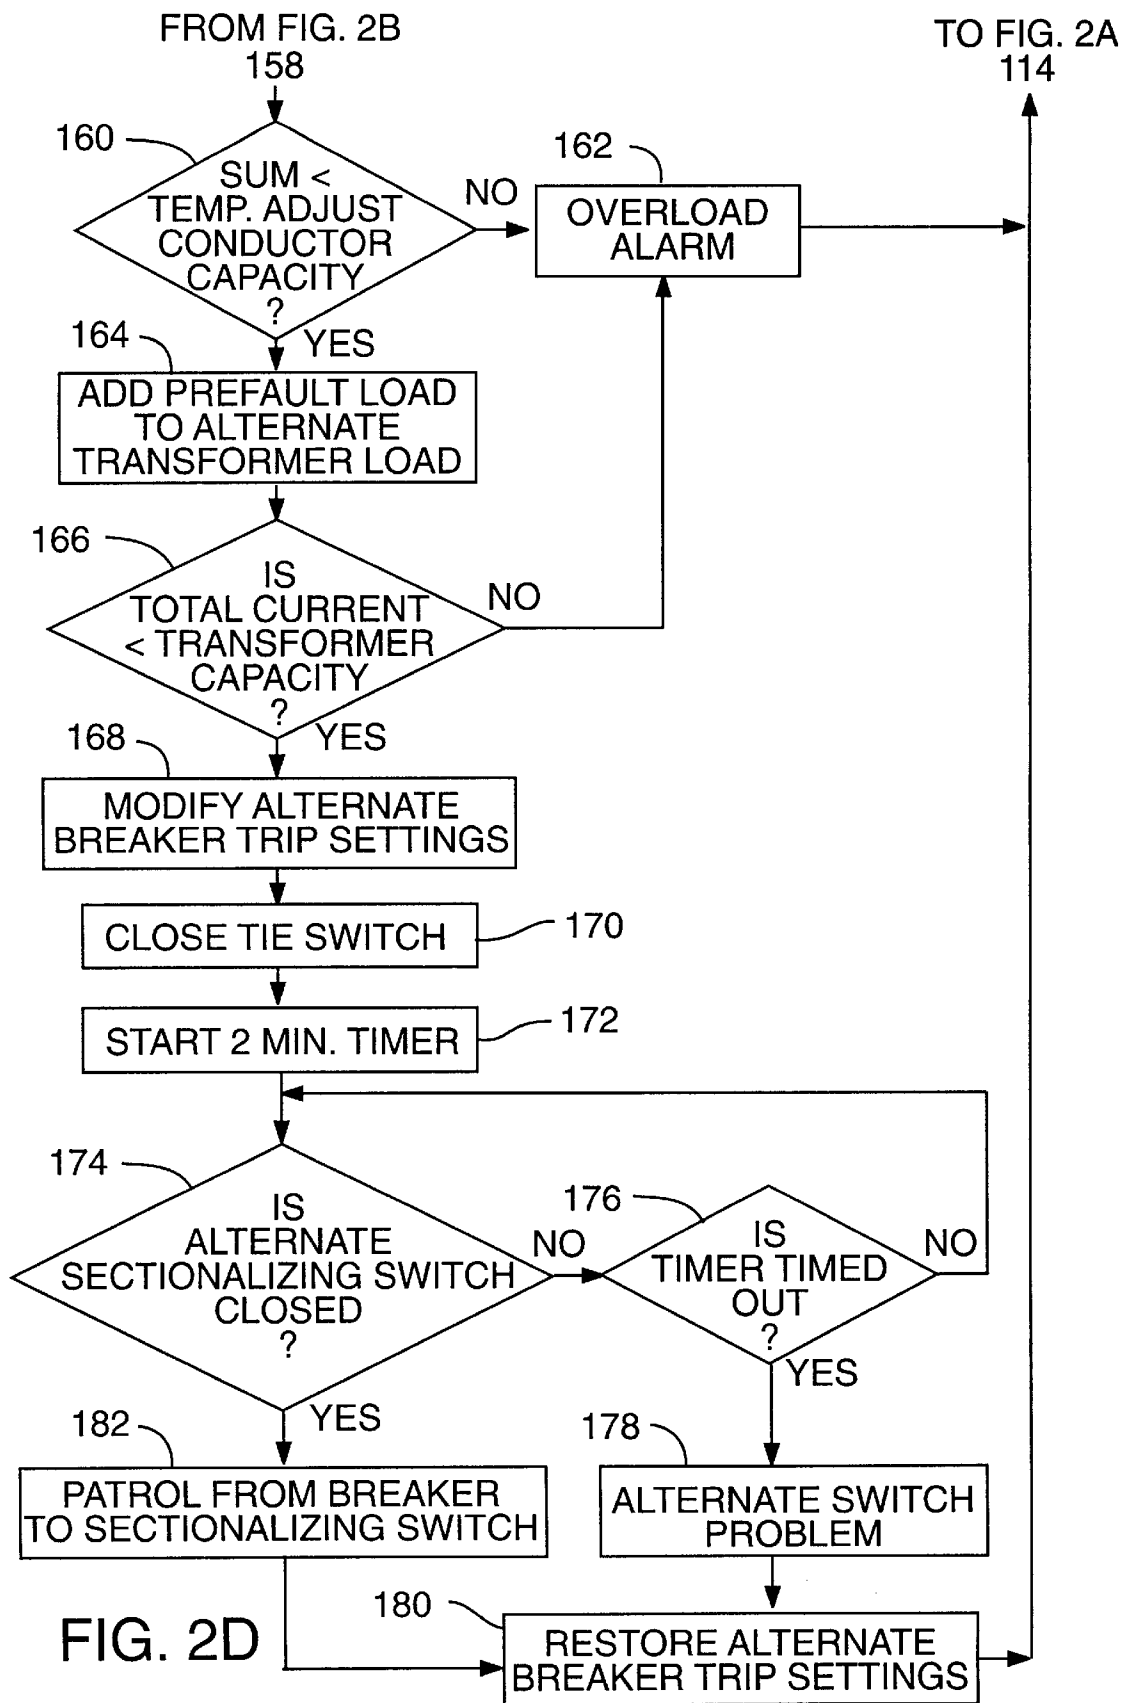 FROM FIG. 2B
158
TO FIG. 2A
114
160
SUM <
TEMP. ADJUST
CONDUCTOR
CAPACITY
?
NO
162
OVERLOAD
ALARM
YES
164
ADD PREFAULT LOAD
TO ALTERNATE
TRANSFORMER LOAD
166
IS
TOTAL CURRENT
< TRANSFORMER
CAPACITY
?
NO
YES
168
MODIFY ALTERNATE
BREAKER TRIP SETTINGS
CLOSE TIE SWITCH
170
START 2 MIN. TIMER
172
174
IS
ALTERNATE
SECTIONALIZING SWITCH
CLOSED
?
NO
176
IS
TIMER TIMED
OUT
?
NO
YES
YES
182
PATROL FROM BREAKER
TO SECTIONALIZING SWITCH
178
ALTERNATE SWITCH
PROBLEM
180
RESTORE ALTERNATE
BREAKER TRIP SETTINGS
FIG. 2D